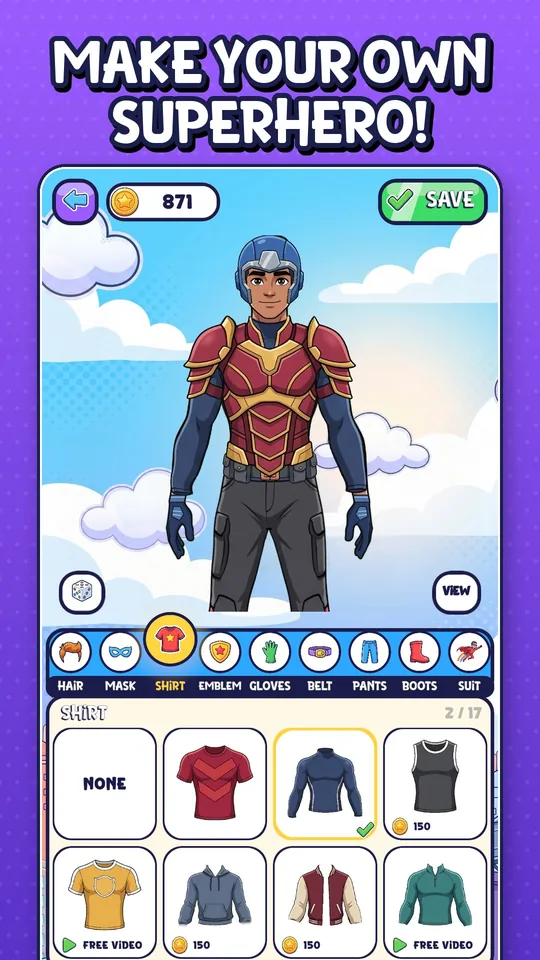 MAKE YOUR OWN
SUPERHERO!
871
SAVE
VIEW
HAIR MASK SHIRT EMBLEM GLOVES BELT PANTS BOOTS SUIT
SHIRT 2 / 17
NONE
150
FREE VIDEO 150 150 FREE VIDEO